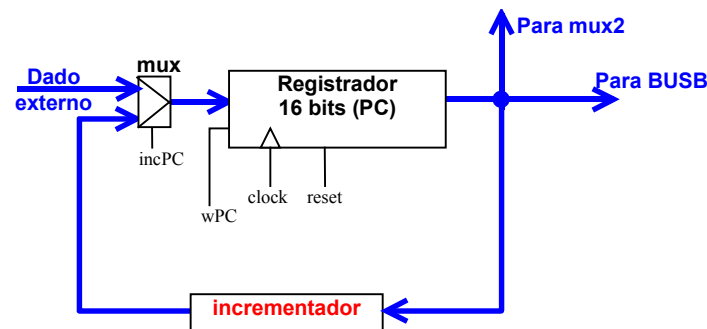 Para mux2
mux
Dado
externo
Registrador
16 bits (PC)
Para BUSB
incPC
wPC
clock
reset
incrementador